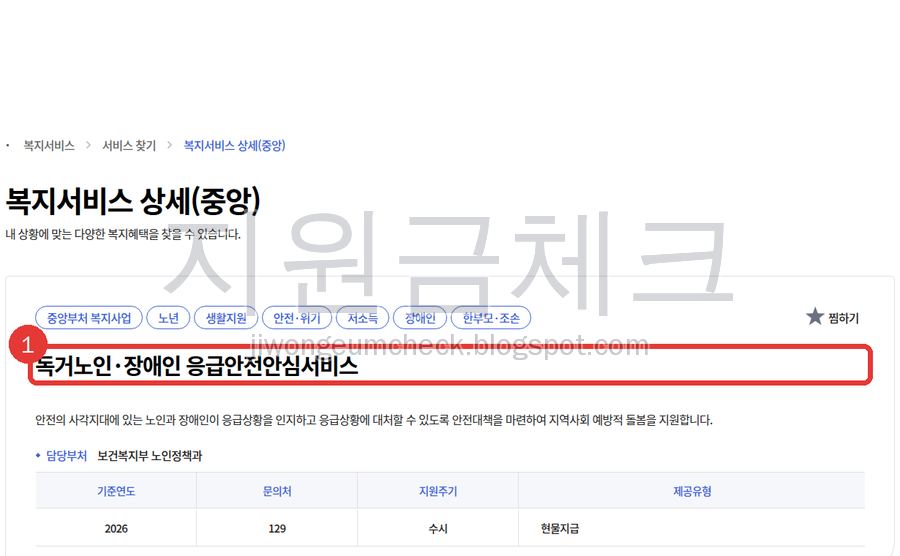 복지서비스 > 서비스 찾기 > 복지서비스 상세(중앙)
복지서비스 상세(중앙)
내 상황에 맞는 다양한 복지혜택을 찾을 수 있습니다.
지원금체크
중앙부처 복지사업 노년 생활지원 안전·위기 저소득 장애인 한부모·조손 ★ 찜하기
jiwongeumcheck.blogspot.com
1
독거노인·장애인 응급안전안심서비스
안전의 사각지대에 있는 노인과 장애인이 응급상황을 인지하고 응급상황에 대처할 수 있도록 안전대책을 마련하여 지역사회 예방적 돌봄을 지원합니다.
담당부처 보건복지부 노인정책과
기준연도 문의처 지원주기 제공유형
2026 129 수시 현물지급